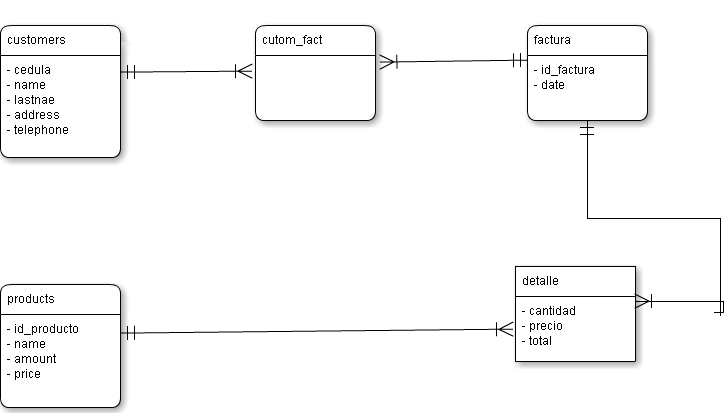 customers
- cedula
- name
- lastnae
- address
- telephone
cutom_fact
factura
- id_factura
- date
products
- id_producto
- name
- amount
- price
detalle
- cantidad
- precio
- total